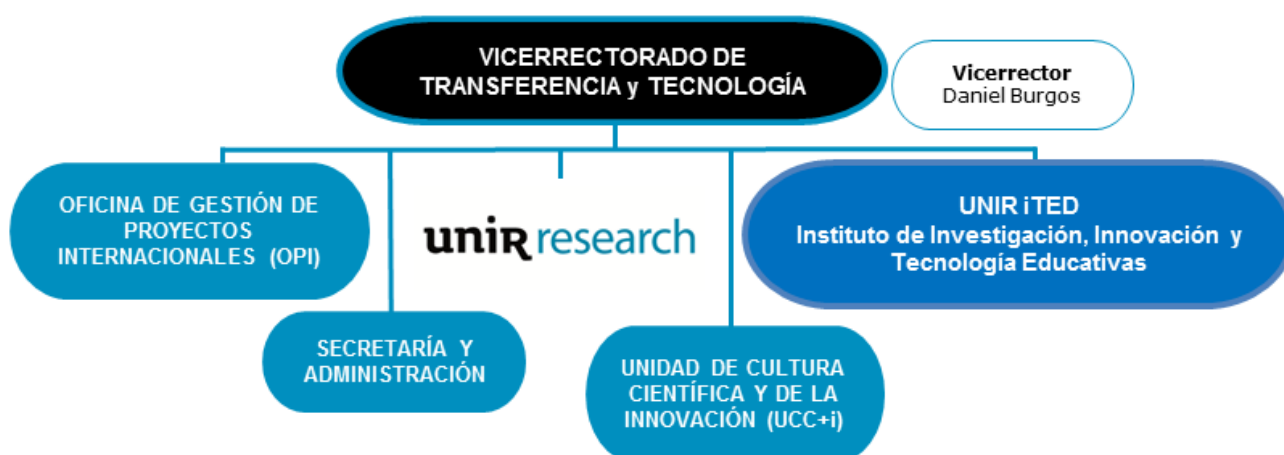 VICERRECTORADO DE
TRANSFERENCIA y TECNOLOGÍA
Vicerrector
Daniel Burgos
OFICINA DE GESTIÓN DE
PROYECTOS
INTERNACIONALES (OPI)
unir research
UNIR iTED
Instituto de Investigación, Innovación y
Tecnología Educativas
SECRETARÍA Y
ADMINISTRACIÓN
UNIDAD DE CULTURA
CIENTÍFICA Y DE LA
INNOVACIÓN (UCC+i)